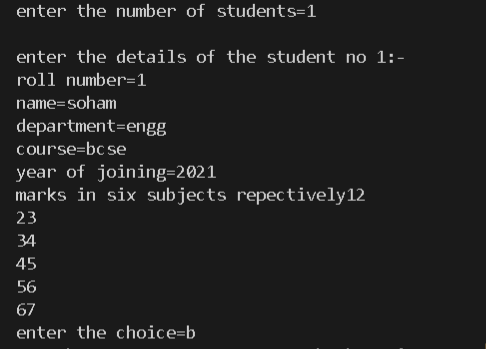 enter the number of students=1
enter the details of the student no 1:-
roll number=1
name=soham
department=engg
course=bcse
year of joining=2021
marks in six subjects repectively12
23
34
45
56
67
enter the choice=b